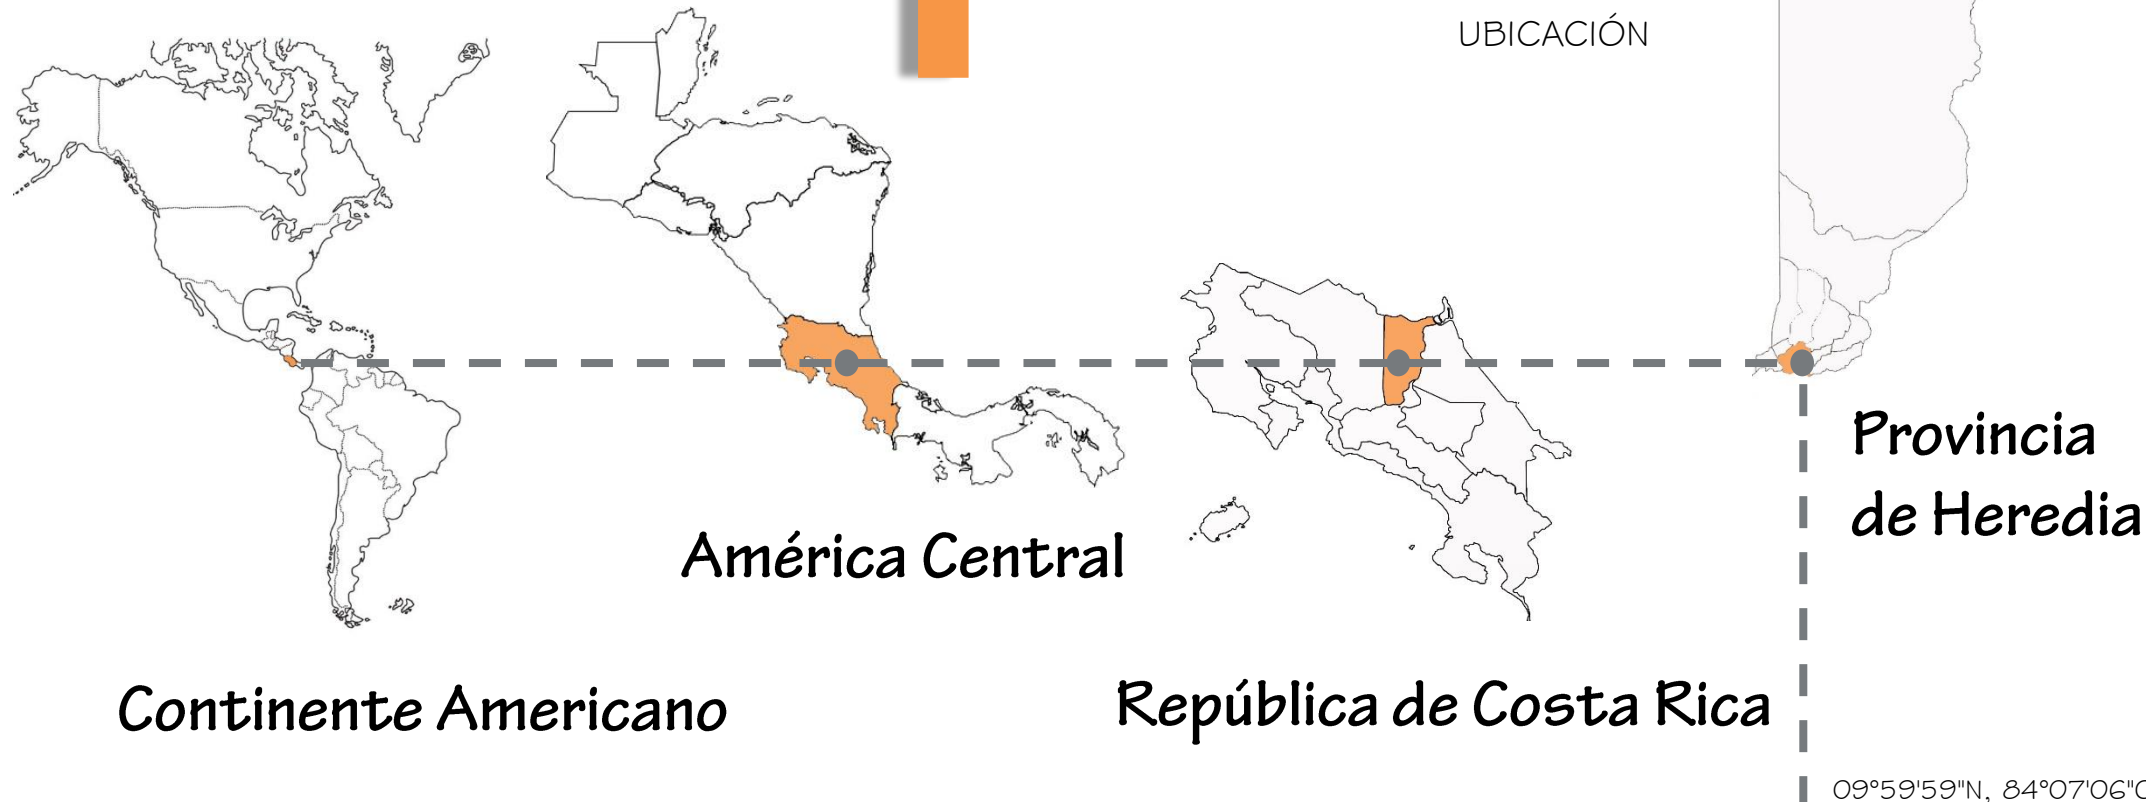 UBICACIÓN
Provincia
de Heredia
América Central
Continente Americano
República de Costa Rica
09°59'59"N, 84°07'06"O